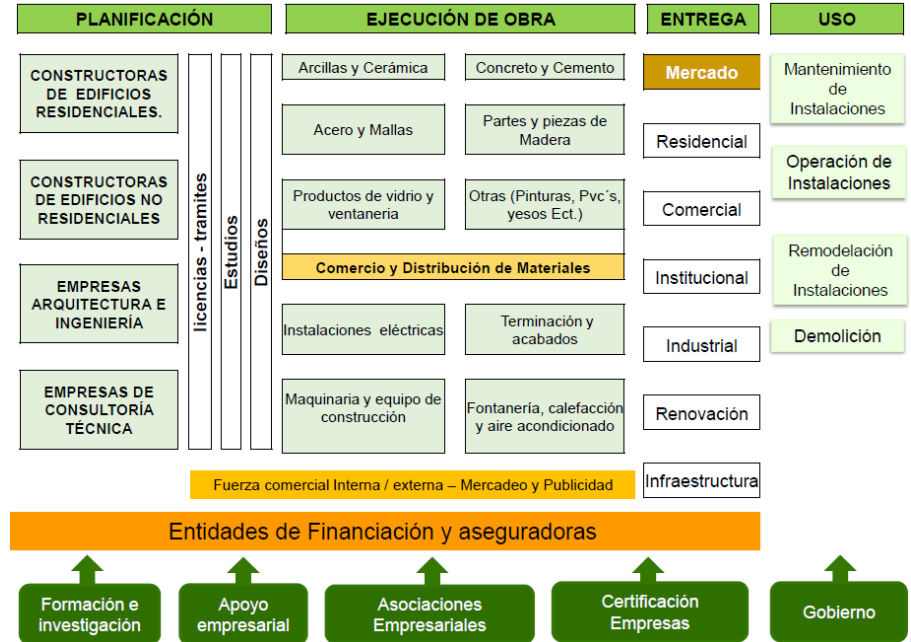 PLANIFICACIÓN
EJECUCIÓN DE OBRA
ENTREGA
USO
CONSTRUCTORAS
DE EDIFICIOS
RESIDENCIALES.
CONSTRUCTORAS
DE EDIFICIOS NO
RESIDENCIALES
EMPRESAS
ARQUITECTURA E
INGENIERÍA
EMPRESAS DE
CONSULTORÍA
TÉCNICA
licencias - tramites
Estudios
Diseños
Arcillas y Cerámica
Concreto y Cemento
Acero y Mallas
Partes y piezas de
Madera
Productos de vidrio y
ventaneria
Otras (Pinturas, Pvc´s,
yesos Ect.)
Comercio y Distribución de Materiales
Instalaciones eléctricas
Terminación y
acabados
Maquinaria y equipo de
construcción
Fontanería, calefacción
y aire acondicionado
Fuerza comercial Interna / externa – Mercadeo y Publicidad
Mercado
Residencial
Comercial
Institucional
Industrial
Renovación
Infraestructura
Mantenimiento
de
Instalaciones
Operación de
Instalaciones
Remodelación
de
Instalaciones
Demolición
Entidades de Financiación y aseguradoras
Formación e
investigación
Apoyo
empresarial
Asociaciones
Empresariales
Certificación
Empresas
Gobierno